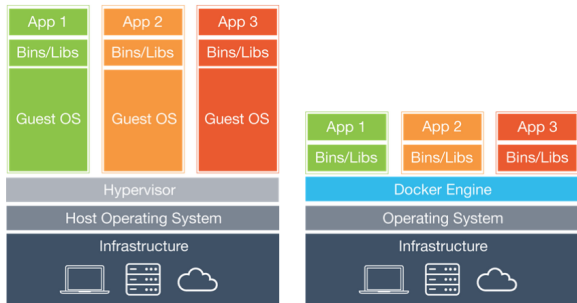 App 1
Bins/Libs
Guest OS
App 2
Bins/Libs
Guest OS
App 3
Bins/Libs
Guest OS
Hypervisor
Host Operating System
Infrastructure
App 1
Bins/Libs
App 2
Bins/Libs
App 3
Bins/Libs
Docker Engine
Operating System
Infrastructure